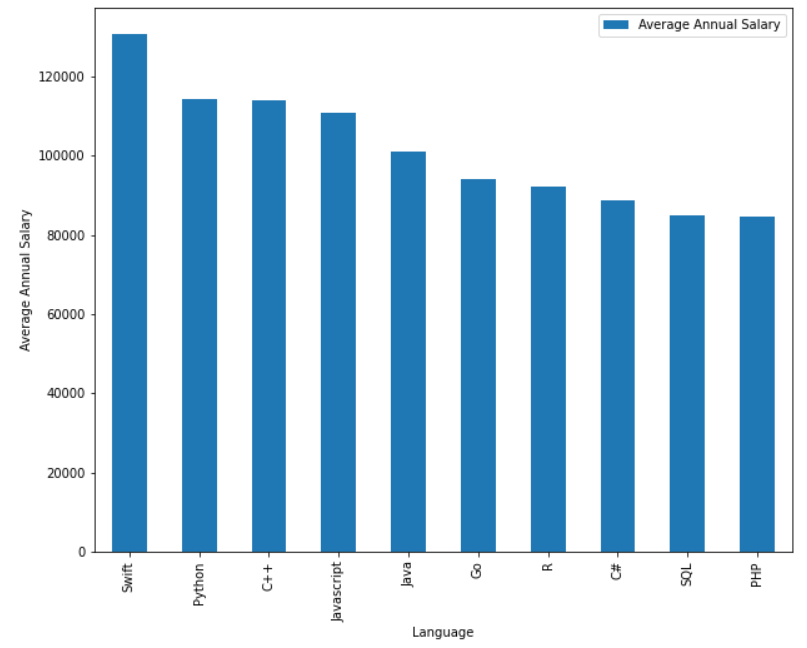 Average Annual Salary
120000
100000
80000
60000
40000
20000
0
Average Annual Salary
Swift
Python
C++
Javascript
Java
Go
R
C#
SQL
PHP
Language